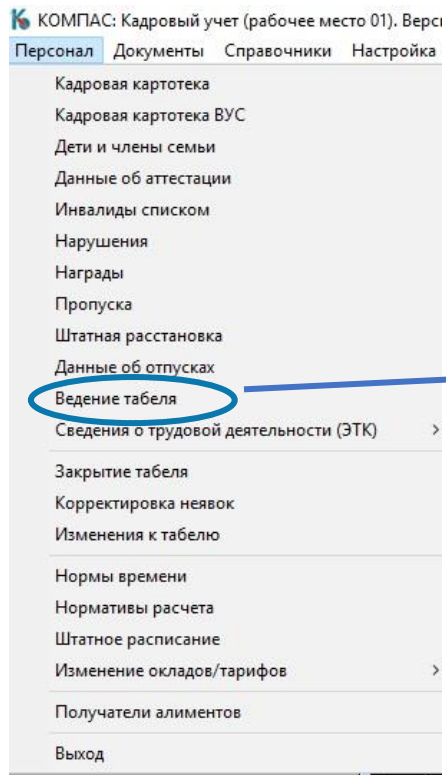 КОМПАС: Кадровый учет (рабочее место 01). Верс
Персонал Документы Справочники Настройка
Кадровая картотека
Кадровая картотека ВУС
Дети и члены семьи
Данные об аттестации
Инвалиды списком
Нарушения
Награды
Пропуска
Штатная расстановка
Данные об отпусках
Ведение табеля
Сведения о трудовой деятельности (ЭТК) >
Закрытие табеля
Корректировка неявок
Изменения к табелю
Нормы времени
Нормативы расчета
Штатное расписание
Изменение окладов/тарифов >
Получатели алиментов
Выход